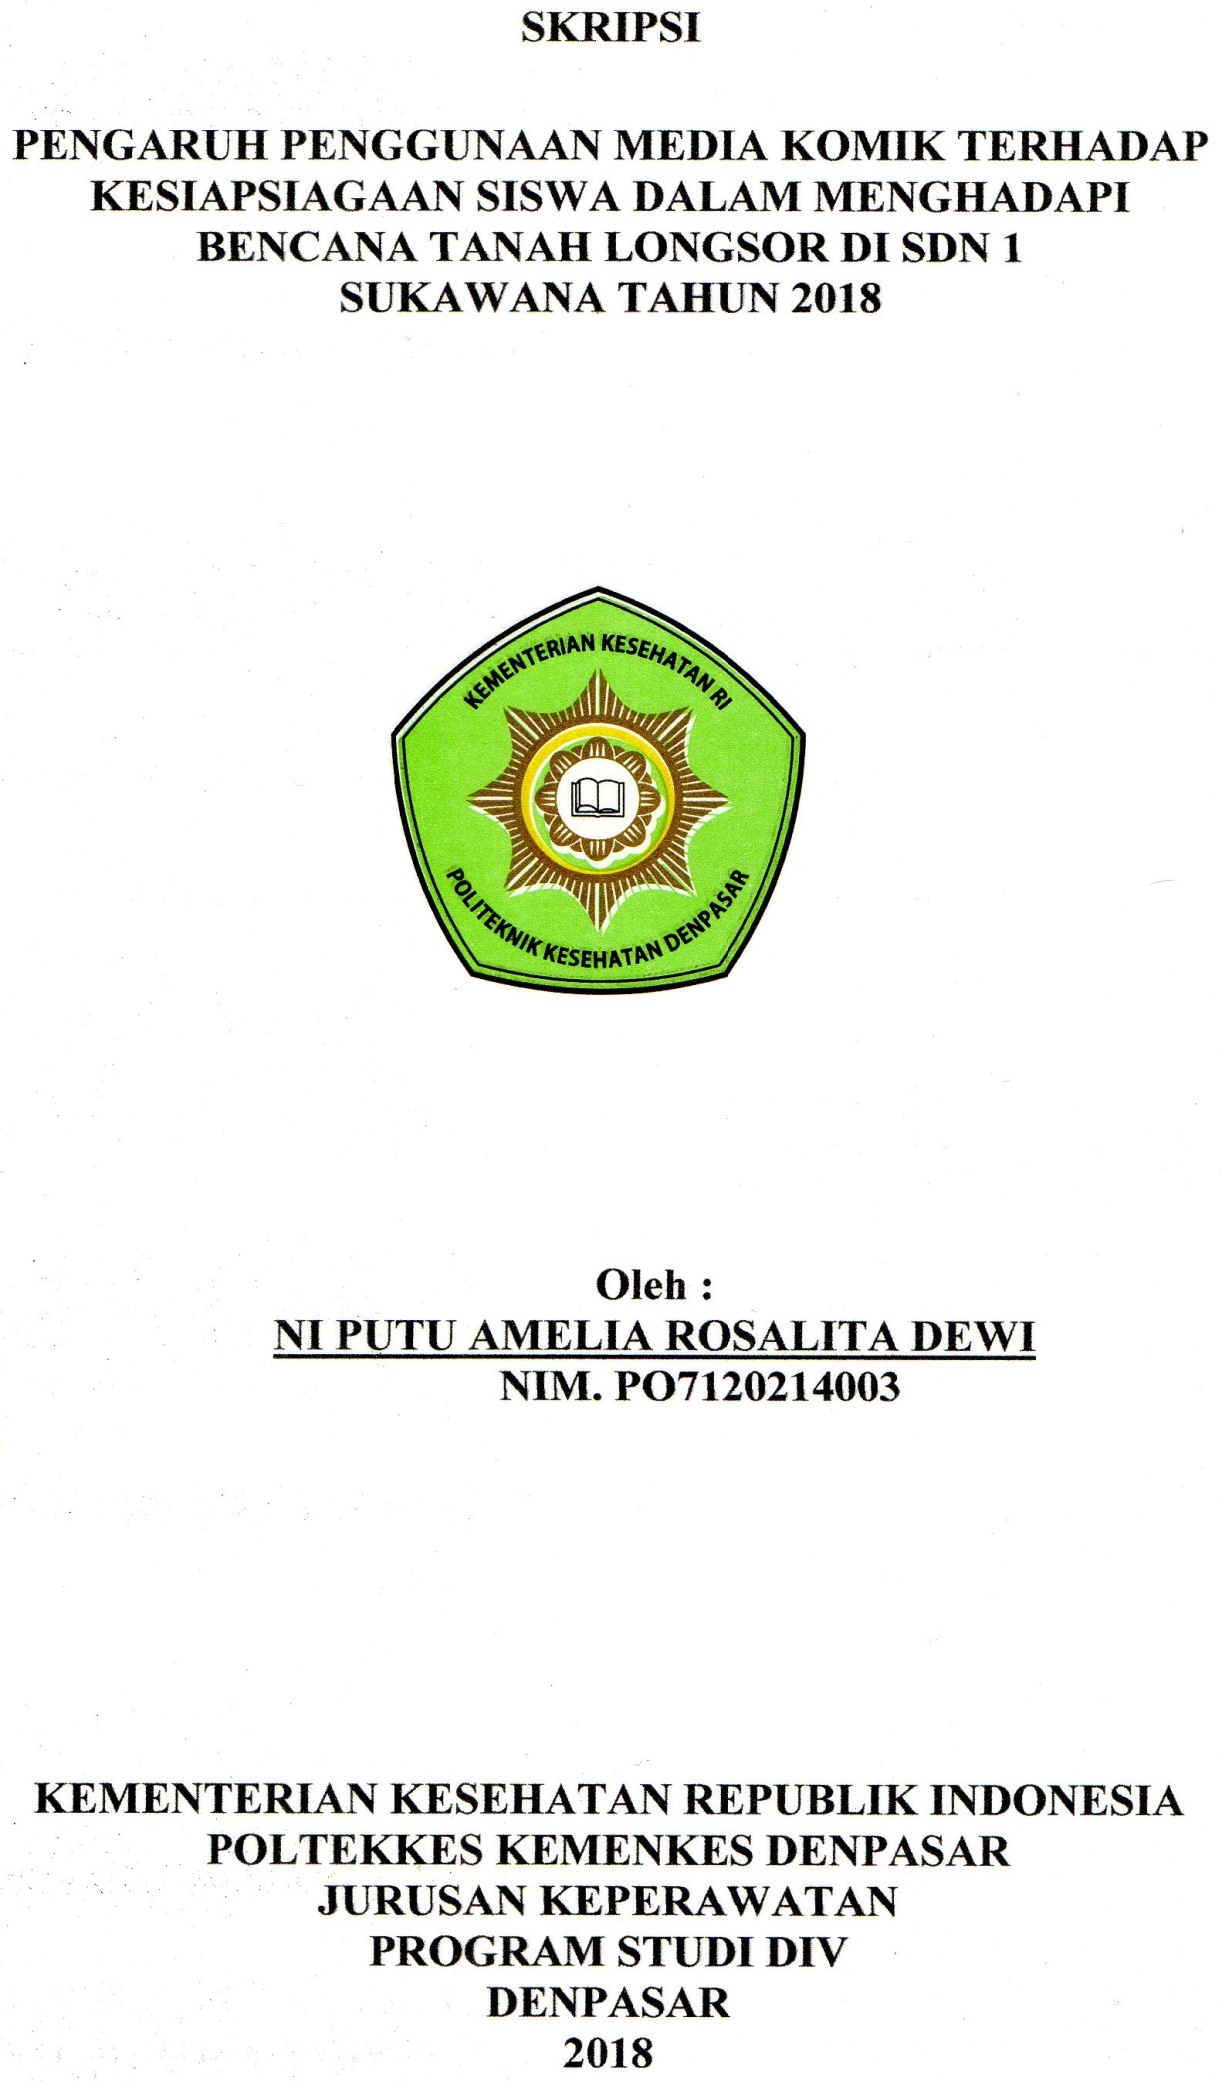 SKRIPSI
PENGARUH PENGGUNAAN MEDIA KOMIK TERHADAP
KESIAPSIAGAAN SISWA DALAM MENGHADAPI
BENCANA TANAH LONGSOR DI SDN 1
SUKAWANA TAHUN 2018
KEMENTERIAN KESEHATAN RI
POLITEKNIK KESEHATAN DENPASAR
Oleh :
NI PUTU AMELIA ROSALITA DEWI
NIM. PO7120214003
KEMENTERIAN KESEHATAN REPUBLIK INDONESIA
POLTEKKES KEMENKES DENPASAR
JURUSAN KEPERAWATAN
PROGRAM STUDI DIV
DENPASAR
2018